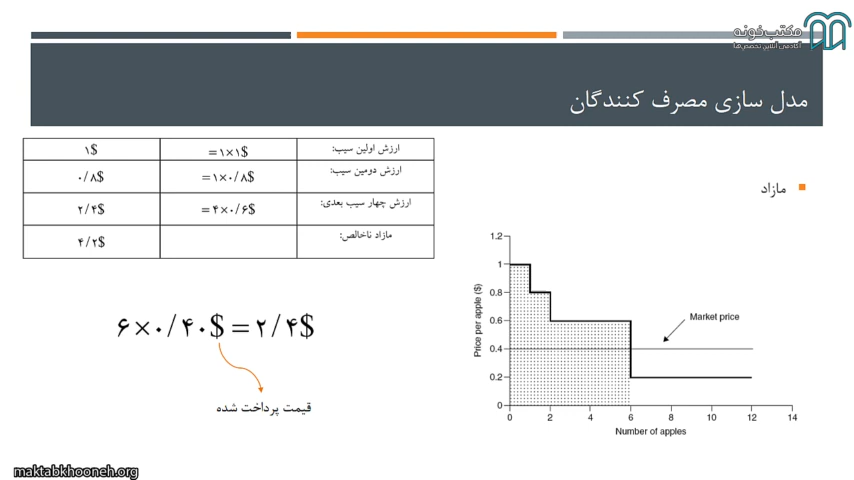 مکتب‌خونه
آکادمی آنلاین تخصص‌ها
مدل سازی مصرف کنندگان
ارزش اولین سیب: =۱×۱$ ۱$
ارزش دومین سیب: =۱×۰/۸$ ۰/۸$
ارزش چهار سیب بعدی: =۴×۰/۶$ ۲/۴$
مازاد ناخالص: ۴/۲$
مازاد
۶×۰/۴۰$=۲/۴$
قیمت پرداخت شده
Price per apple ($)
1.2
1
0.8
0.6
0.4
0.2
0
Market price
0 2 4 6 8 10 12 14
Number of apples
maktabkhooneh.org